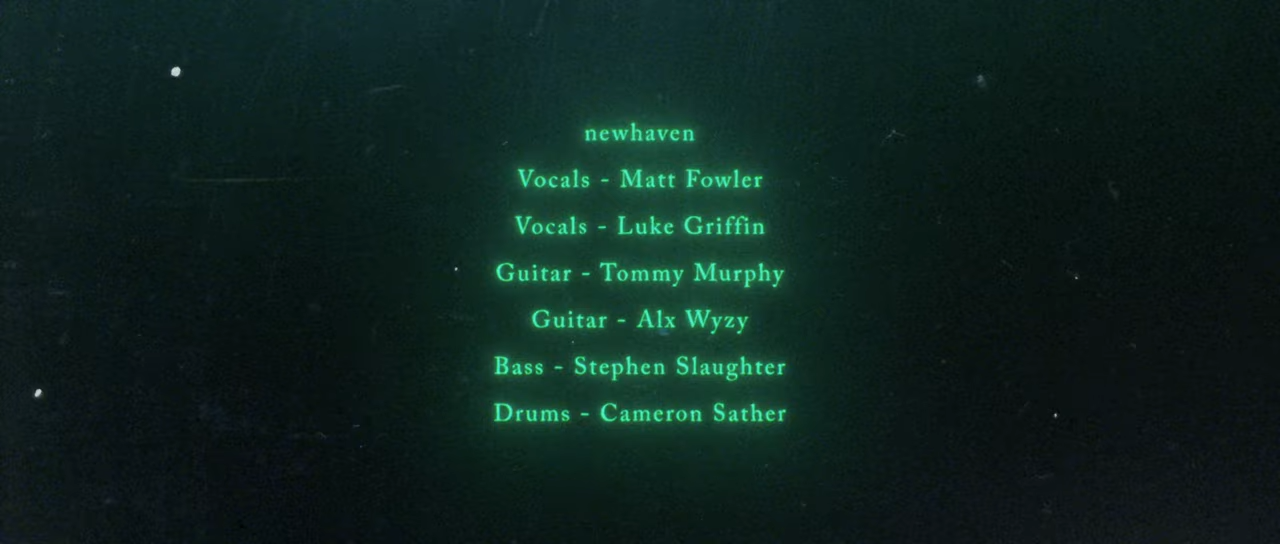 newhaven
Vocals - Matt Fowler
Vocals - Luke Griffin
Guitar - Tommy Murphy
Guitar - Alx Wyzy
Bass - Stephen Slaughter
Drums - Cameron Sather